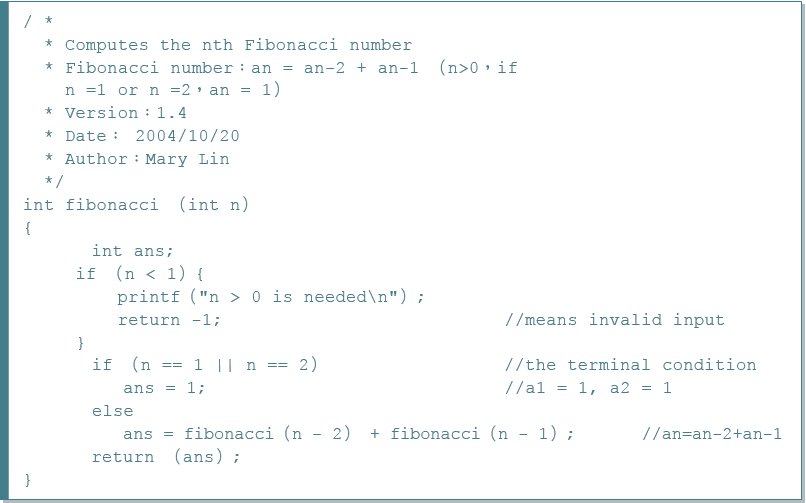 / *
* Computes the nth Fibonacci number
* Fibonacci number：an = an-2 + an-1 (n>0，if
n =1 or n =2，an = 1)
* Version：1.4
* Date： 2004/10/20
* Author：Mary Lin
*/
int fibonacci (int n)
{
int ans;
if (n < 1) {
printf ("n > 0 is needed\n") ;
return -1; //means invalid input
}
if (n == 1 || n == 2) //the terminal condition
ans = 1; //a1 = 1, a2 = 1
else
ans = fibonacci (n - 2) + fibonacci (n - 1) ; //an=an-2+an-1
return (ans) ;
}